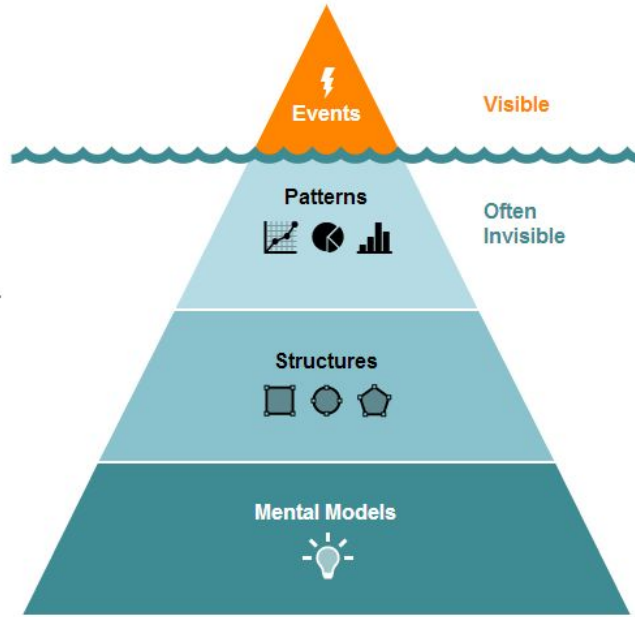 Events
Visible
Patterns
Often
Invisible
Structures
Mental Models